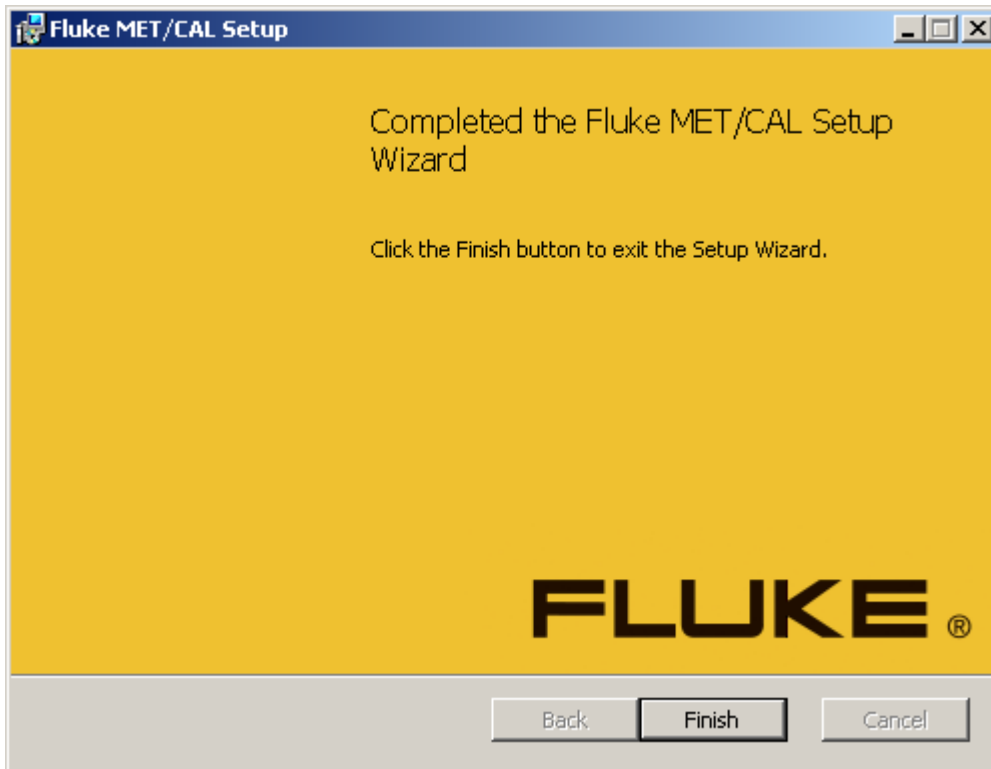 Fluke MET/CAL Setup
Completed the Fluke MET/CAL Setup
Wizard
Click the Finish button to exit the Setup Wizard.
FLUKE ®
Back Finish Cancel